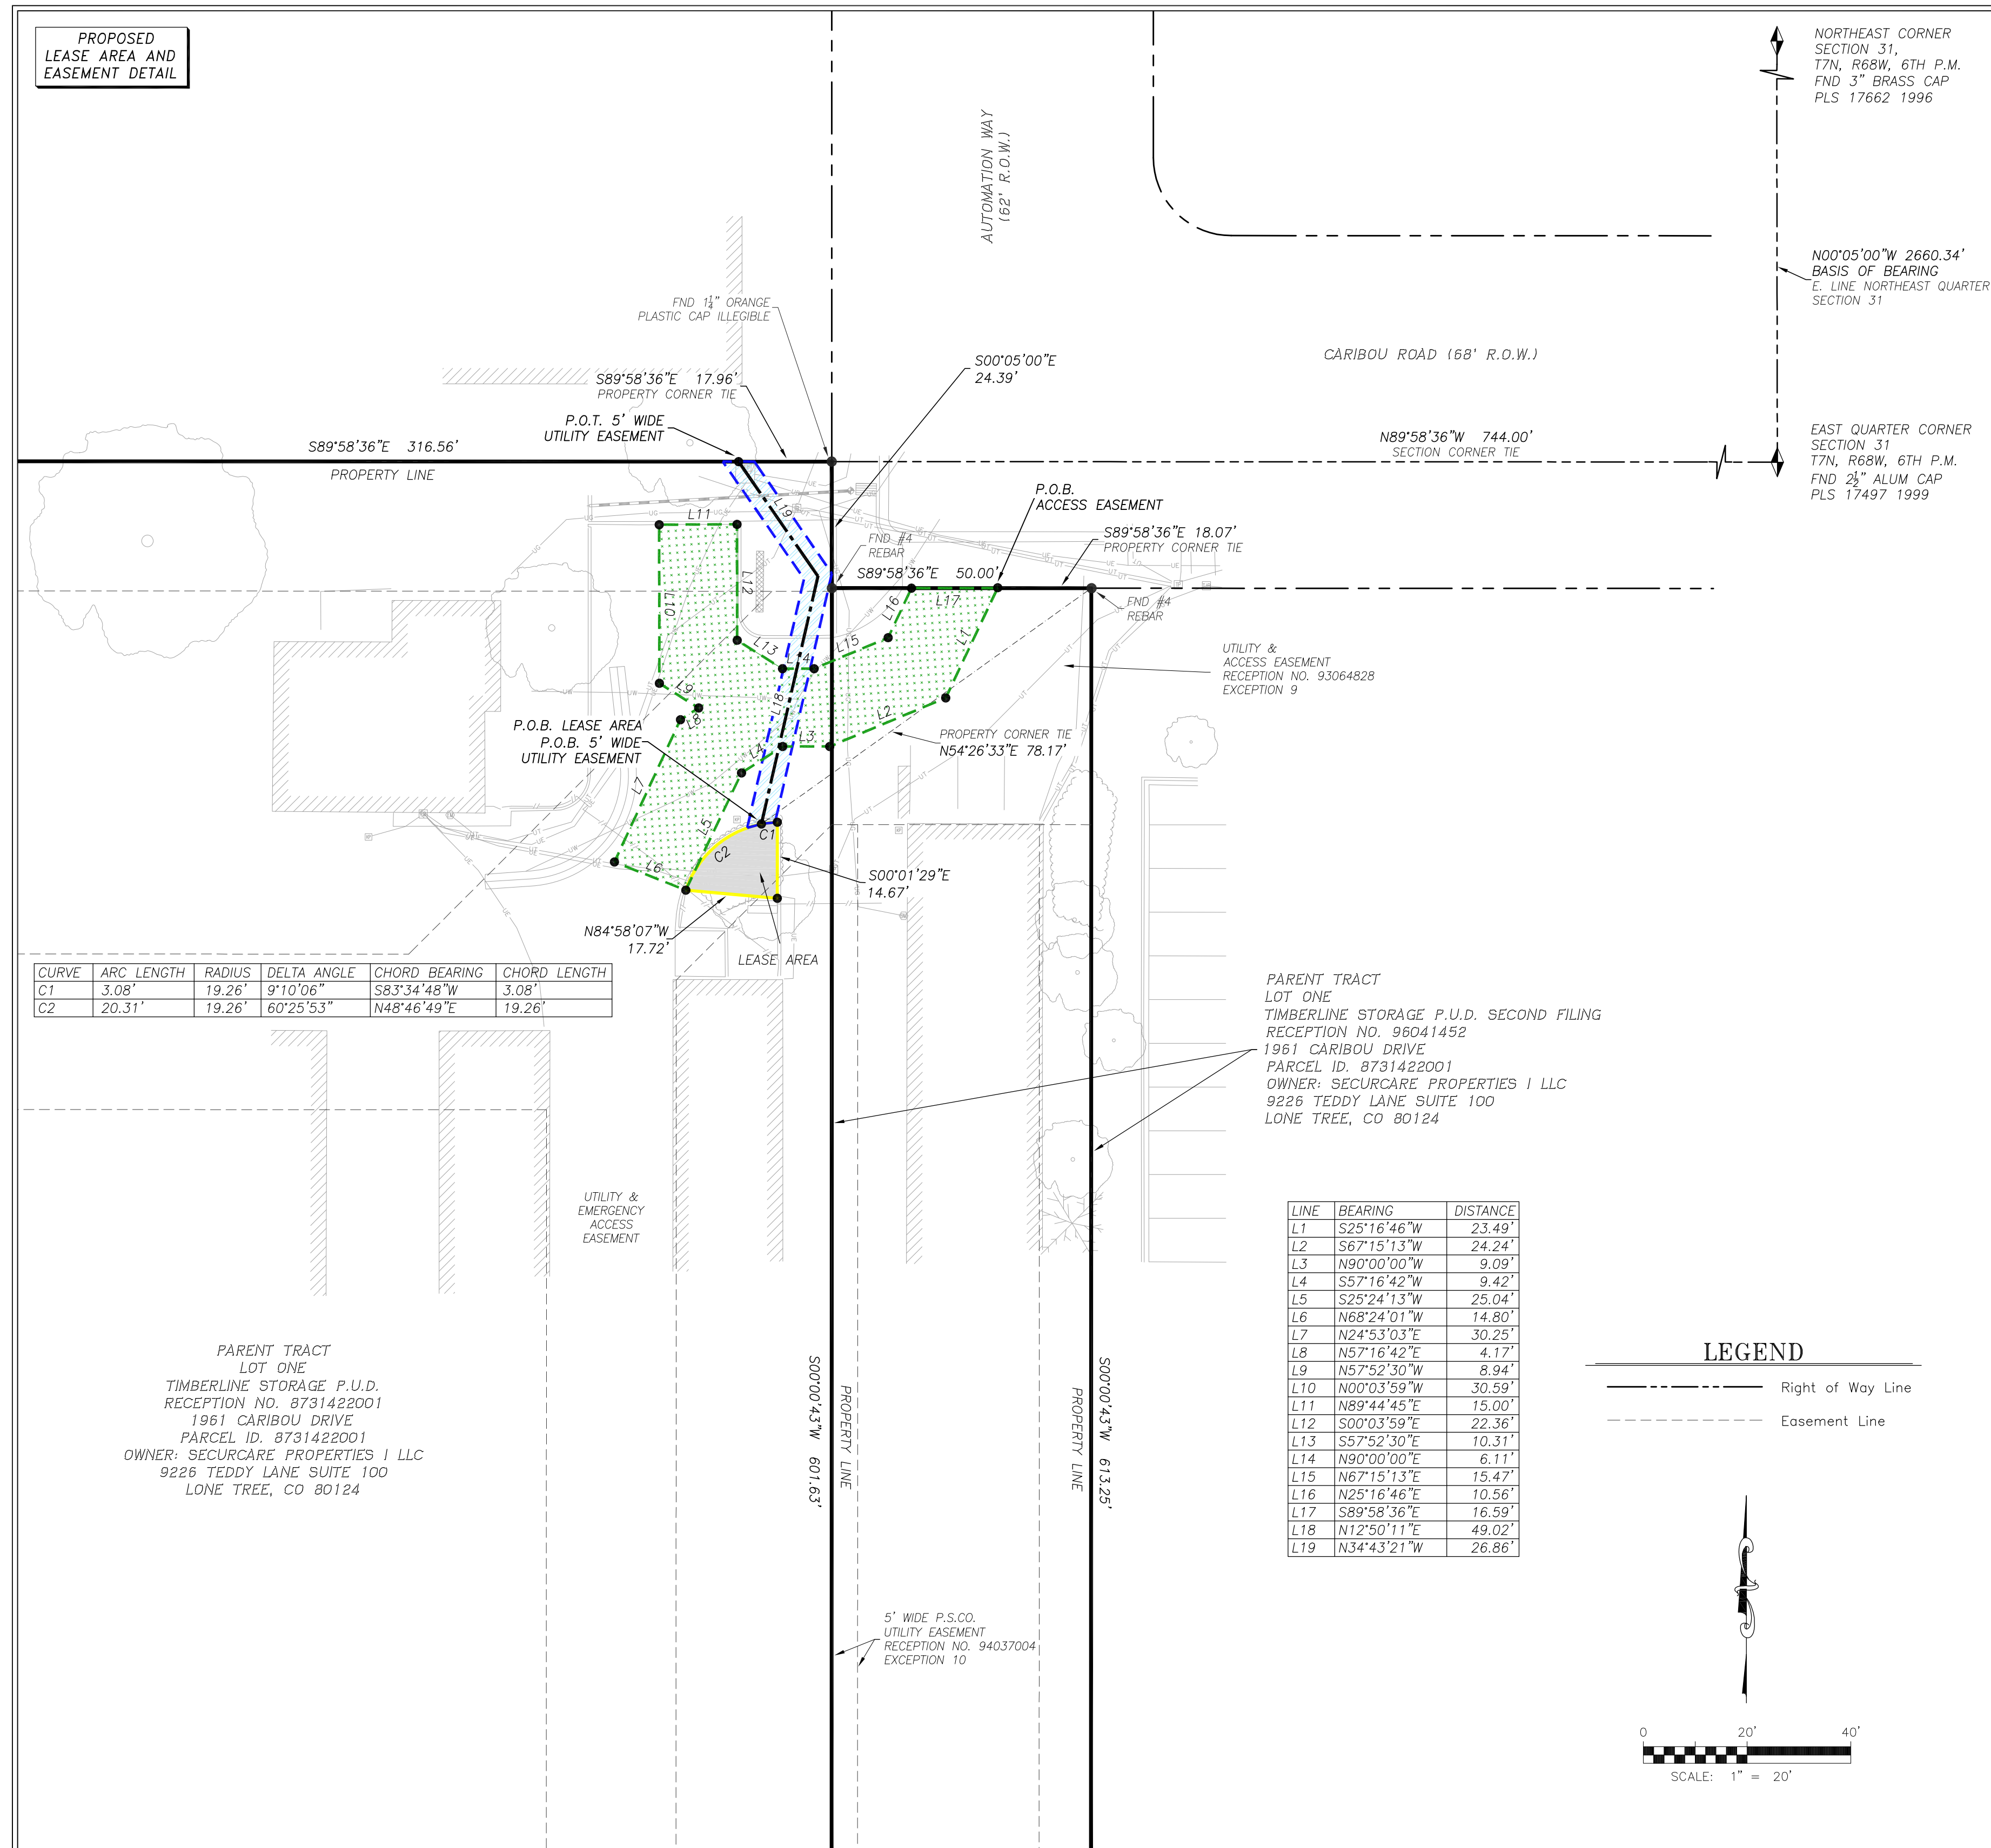 PROPOSED
LEASE AREA AND
EASEMENT DETAIL
NORTHEAST CORNER
SECTION 31,
T7N, R68W, 6TH P.M.
FND 3" BRASS CAP
PLS 17662 1996
AUTOMATION WAY
(62' R.O.W.)
N00°05'00"W 2660.34'
BASIS OF BEARING
E. LINE NORTHEAST QUARTER
SECTION 31
FND 1¼" ORANGE
PLASTIC CAP ILLEGIBLE
CARIBOU ROAD (68' R.O.W.)
S00°05'00"E
24.39'
S89°58'36"E 17.96'
PROPERTY CORNER TIE
P.O.T. 5' WIDE
UTILITY EASEMENT
S89°58'36"E 316.56'
PROPERTY LINE
N89°58'36"W 744.00'
SECTION CORNER TIE
EAST QUARTER CORNER
SECTION 31
T7N, R68W, 6TH P.M.
FND 2½" ALUM CAP
PLS 17497 1999
P.O.B.
ACCESS EASEMENT
S89°58'36"E 18.07'
PROPERTY CORNER TIE
FND #4
REBAR
S89°58'36"E 50.00'
FND #4
REBAR
L11
L19
L12
L10
L17
L16
L1
L15
L14
L13
L9
L8
L18
L2
L3
L4
L7
L5
L6
C1
C2
UTILITY &
ACCESS EASEMENT
RECEPTION NO. 93064828
EXCEPTION 9
P.O.B. LEASE AREA
P.O.B. 5' WIDE
UTILITY EASEMENT
PROPERTY CORNER TIE
N54°26'33"E 78.17'
S00°01'29"E
14.67'
N84°58'07"W
17.72'
LEASE AREA
CURVE ARC LENGTH RADIUS DELTA ANGLE CHORD BEARING CHORD LENGTH
C1 3.08' 19.26' 9°10'06" S83°34'48"W 3.08'
C2 20.31' 19.26' 60°25'53" N48°46'49"E 19.26'
PARENT TRACT
LOT ONE
TIMBERLINE STORAGE P.U.D. SECOND FILING
RECEPTION NO. 96041452
1961 CARIBOU DRIVE
PARCEL ID. 8731422001
OWNER: SECURCARE PROPERTIES I LLC
9226 TEDDY LANE SUITE 100
LONE TREE, CO 80124
UTILITY &
EMERGENCY
ACCESS
EASEMENT
LINE BEARING DISTANCE
L1 S25°16'46"W 23.49'
L2 S67°15'13"W 24.24'
L3 N90°00'00"W 9.09'
L4 S57°16'42"W 9.42'
L5 S25°24'13"W 25.04'
L6 N68°24'01"W 14.80'
L7 N24°53'03"E 30.25'
L8 N57°16'42"E 4.17'
L9 N57°52'30"W 8.94'
L10 N00°03'59"W 30.59'
L11 N89°44'45"E 15.00'
L12 S00°03'59"E 22.36'
L13 S57°52'30"E 10.31'
L14 N90°00'00"E 6.11'
L15 N67°15'13"E 15.47'
L16 N25°16'46"E 10.56'
L17 S89°58'36"E 16.59'
L18 N12°50'11"E 49.02'
L19 N34°43'21"W 26.86'
PARENT TRACT
LOT ONE
TIMBERLINE STORAGE P.U.D.
RECEPTION NO. 8731422001
1961 CARIBOU DRIVE
PARCEL ID. 8731422001
OWNER: SECURCARE PROPERTIES I LLC
9226 TEDDY LANE SUITE 100
LONE TREE, CO 80124
S00°00'43"W 601.63'
PROPERTY LINE
PROPERTY LINE
S00°00'43"W 613.25'
LEGEND
Right of Way Line
Easement Line
5' WIDE P.S.CO.
UTILITY EASEMENT
RECEPTION NO. 94037004
EXCEPTION 10
0 20' 40'
SCALE: 1" = 20'